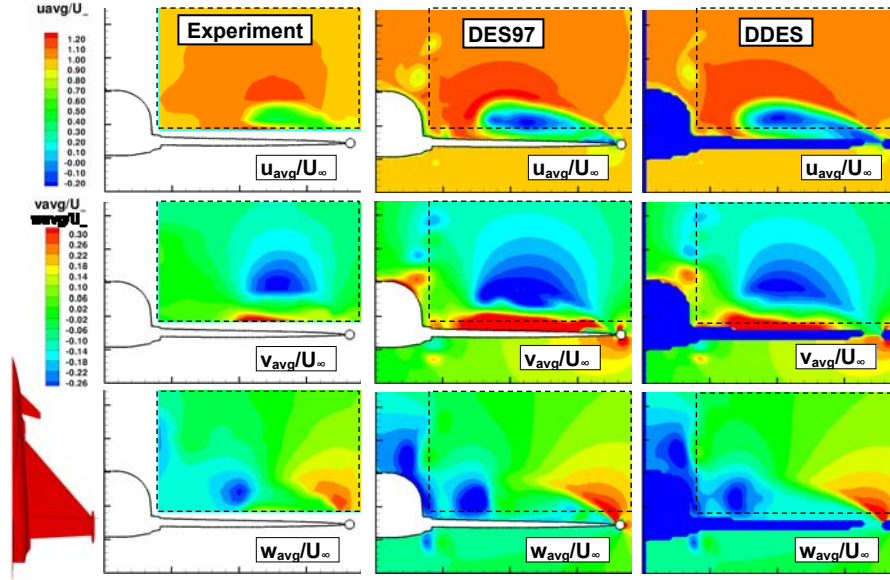 uavg/U_
Experiment
DES97
DDES
1.20
1.10
1.00
0.90
0.80
0.70
0.60
0.50
0.40
0.30
0.20
0.10
-0.00
-0.10
-0.20
uavg/U∞
uavg/U∞
uavg/U∞
vavg/U_
wavg/U_
0.30
0.26
0.22
0.18
0.14
0.10
0.06
0.02
-0.02
-0.06
-0.10
-0.14
-0.18
-0.22
-0.26
vavg/U∞
vavg/U∞
vavg/U∞
wavg/U∞
wavg/U∞
wavg/U∞